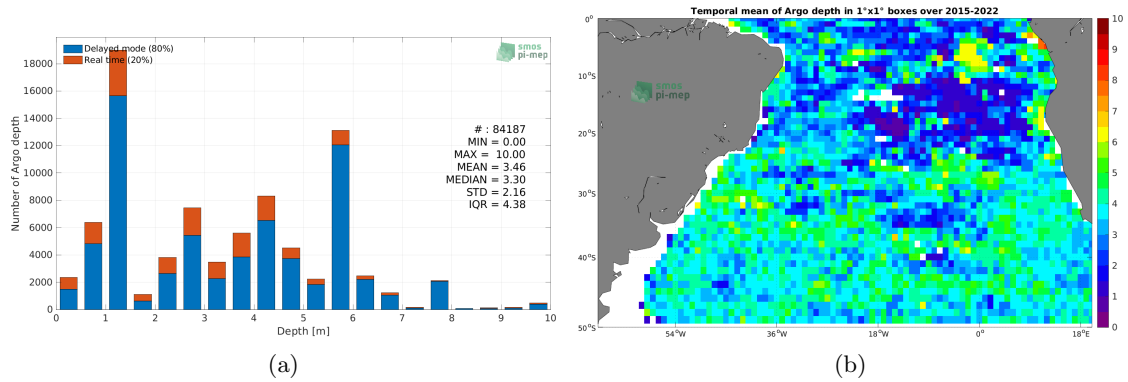 Delayed mode (80%)
Real time (20%)
smos
pi-mep
Number of Argo depth
18000
16000
14000
12000
10000
8000
6000
4000
2000
0
# : 84187
MIN = 0.00
MAX = 10.00
MEAN = 3.46
MEDIAN = 3.30
STD = 2.16
IQR = 4.38
0 1 2 3 4 5 6 7 8 9 10
Depth [m]
(a)
Temporal mean of Argo depth in 1°x1° boxes over 2015-2022
0°
10°S
20°S
30°S
40°S
50°S
smos
pi-mep
54°W 36°W 18°W 0° 18°E
10
9
8
7
6
5
4
3
2
1
0
(b)